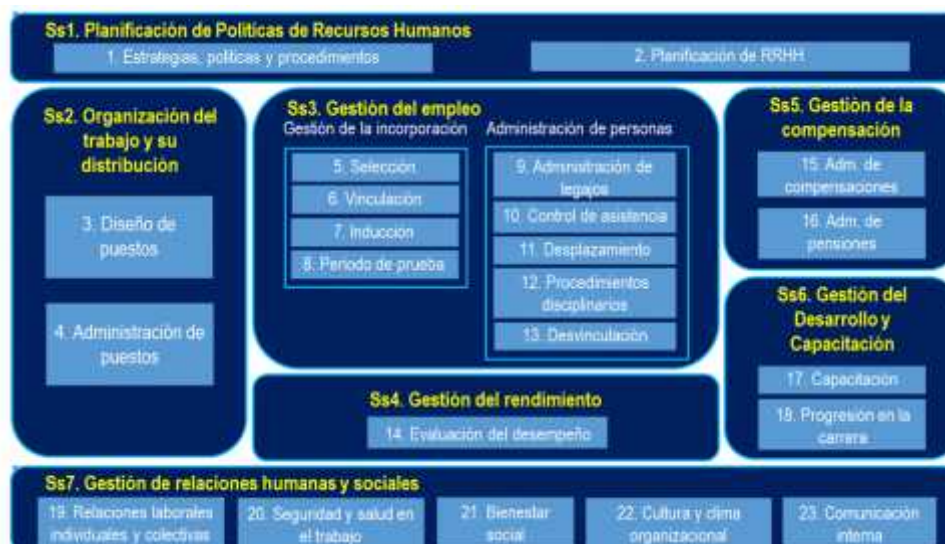 Ss1. Planificación de Políticas de Recursos Humanos
1. Estrategias, políticas y procedimientos
2. Planificación de RRHH
Ss2. Organización del
trabajo y su
distribución
3. Diseño de
puestos
4. Administración de
puestos
Ss3. Gestión del empleo
Gestión de la incorporación
5. Selección
6. Vinculación
7. Inducción
8. Periodo de prueba
Administración de personas
9. Administración de
legajos
10. Control de asistencia
11. Desplazamiento
12. Procedimientos
disciplinarios
13. Desvinculación
Ss4. Gestión del rendimiento
14. Evaluación del desempeño
Ss5. Gestión de la
compensación
15. Adm. de
compensaciones
16. Adm. de
pensiones
Ss6. Gestión del
Desarrollo y
Capacitación
17. Capacitación
18. Progresión en la
carrera
Ss7. Gestión de relaciones humanas y sociales
19. Relaciones laborales
individuales y colectivas
20. Seguridad y salud en
el trabajo
21. Bienestar
social
22. Cultura y clima
organizacional
23. Comunicación
interna